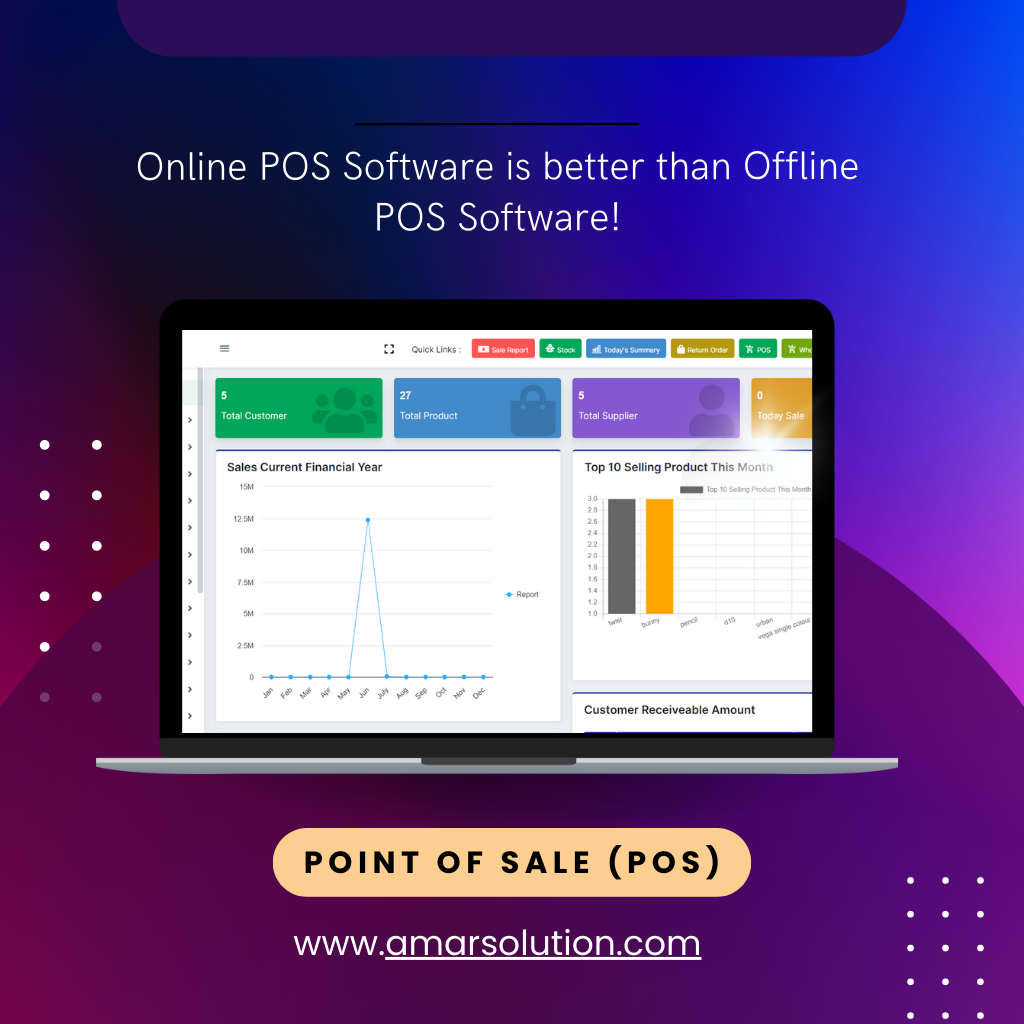 Online POS Software is better than Offline
POS Software!
Quick Links :
Sale Report
Stock
Today's Summery
Return Order
POS
5
Total Customer
27
Total Product
5
Total Supplier
0
Today Sale
Sales Current Financial Year
15M
12.5M
10M
7.5M
5M
2.5M
0
Jan
Feb
Mar
Apr
May
Jun
July
Aug
Sep
Oct
Nov
Dec
Report
Top 10 Selling Product This Month
Top 10 Selling Product This Month
3.0
2.8
2.6
2.4
2.2
2.0
1.8
1.6
1.4
1.2
1.0
twist
bunny
pencil
d10
urban
vega single colour
Customer Receiveable Amount
POINT OF SALE (POS)
www.amarsolution.com